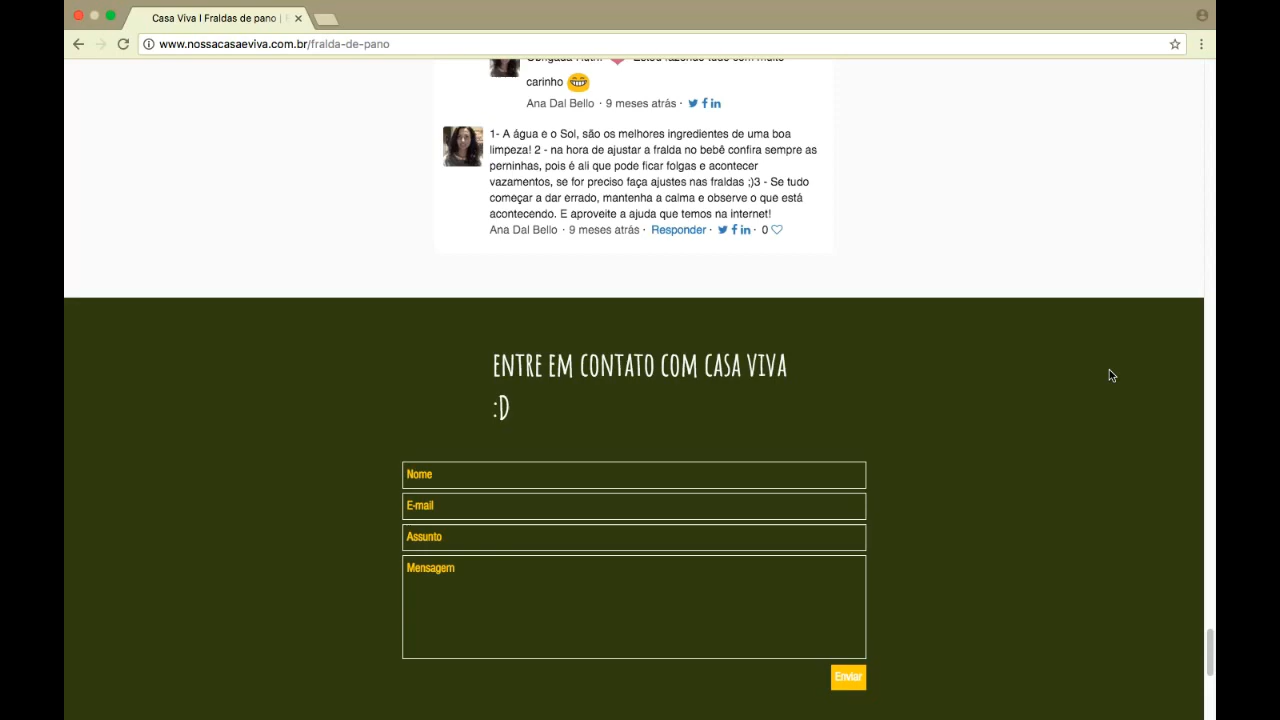 Casa Viva I Fraldas de pano |
www.nossacasaeviva.com.br/fralda-de-pano
carinho
Ana Dal Bello · 9 meses atrás ·
1- A água e o Sol, são os melhores ingredientes de uma boa
limpeza! 2 - na hora de ajustar a fralda no bebê confira sempre as
perninhas, pois é ali que pode ficar folgas e acontecer
vazamentos, se for preciso faça ajustes nas fraldas ;)3 - Se tudo
começar a dar errado, mantenha a calma e observe o que está
acontecendo. E aproveite a ajuda que temos na internet!
Ana Dal Bello · 9 meses atrás · Responder · · 0
ENTRE EM CONTATO COM CASA VIVA
:D
Nome
E-mail
Assunto
Mensagem
Enviar